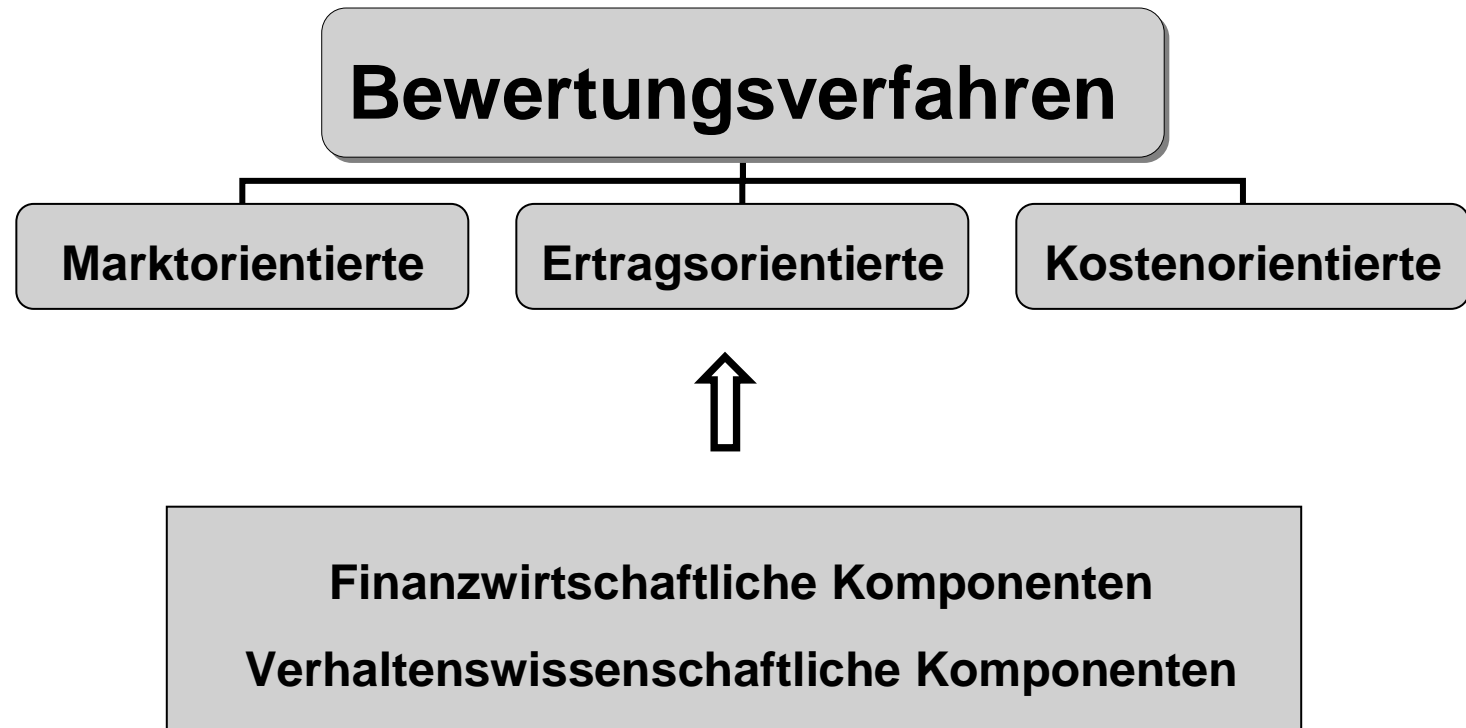 Bewertungsverfahren
Marktorientierte
Ertragsorientierte
Kostenorientierte
Finanzwirtschaftliche Komponenten
Verhaltenswissenschaftliche Komponenten